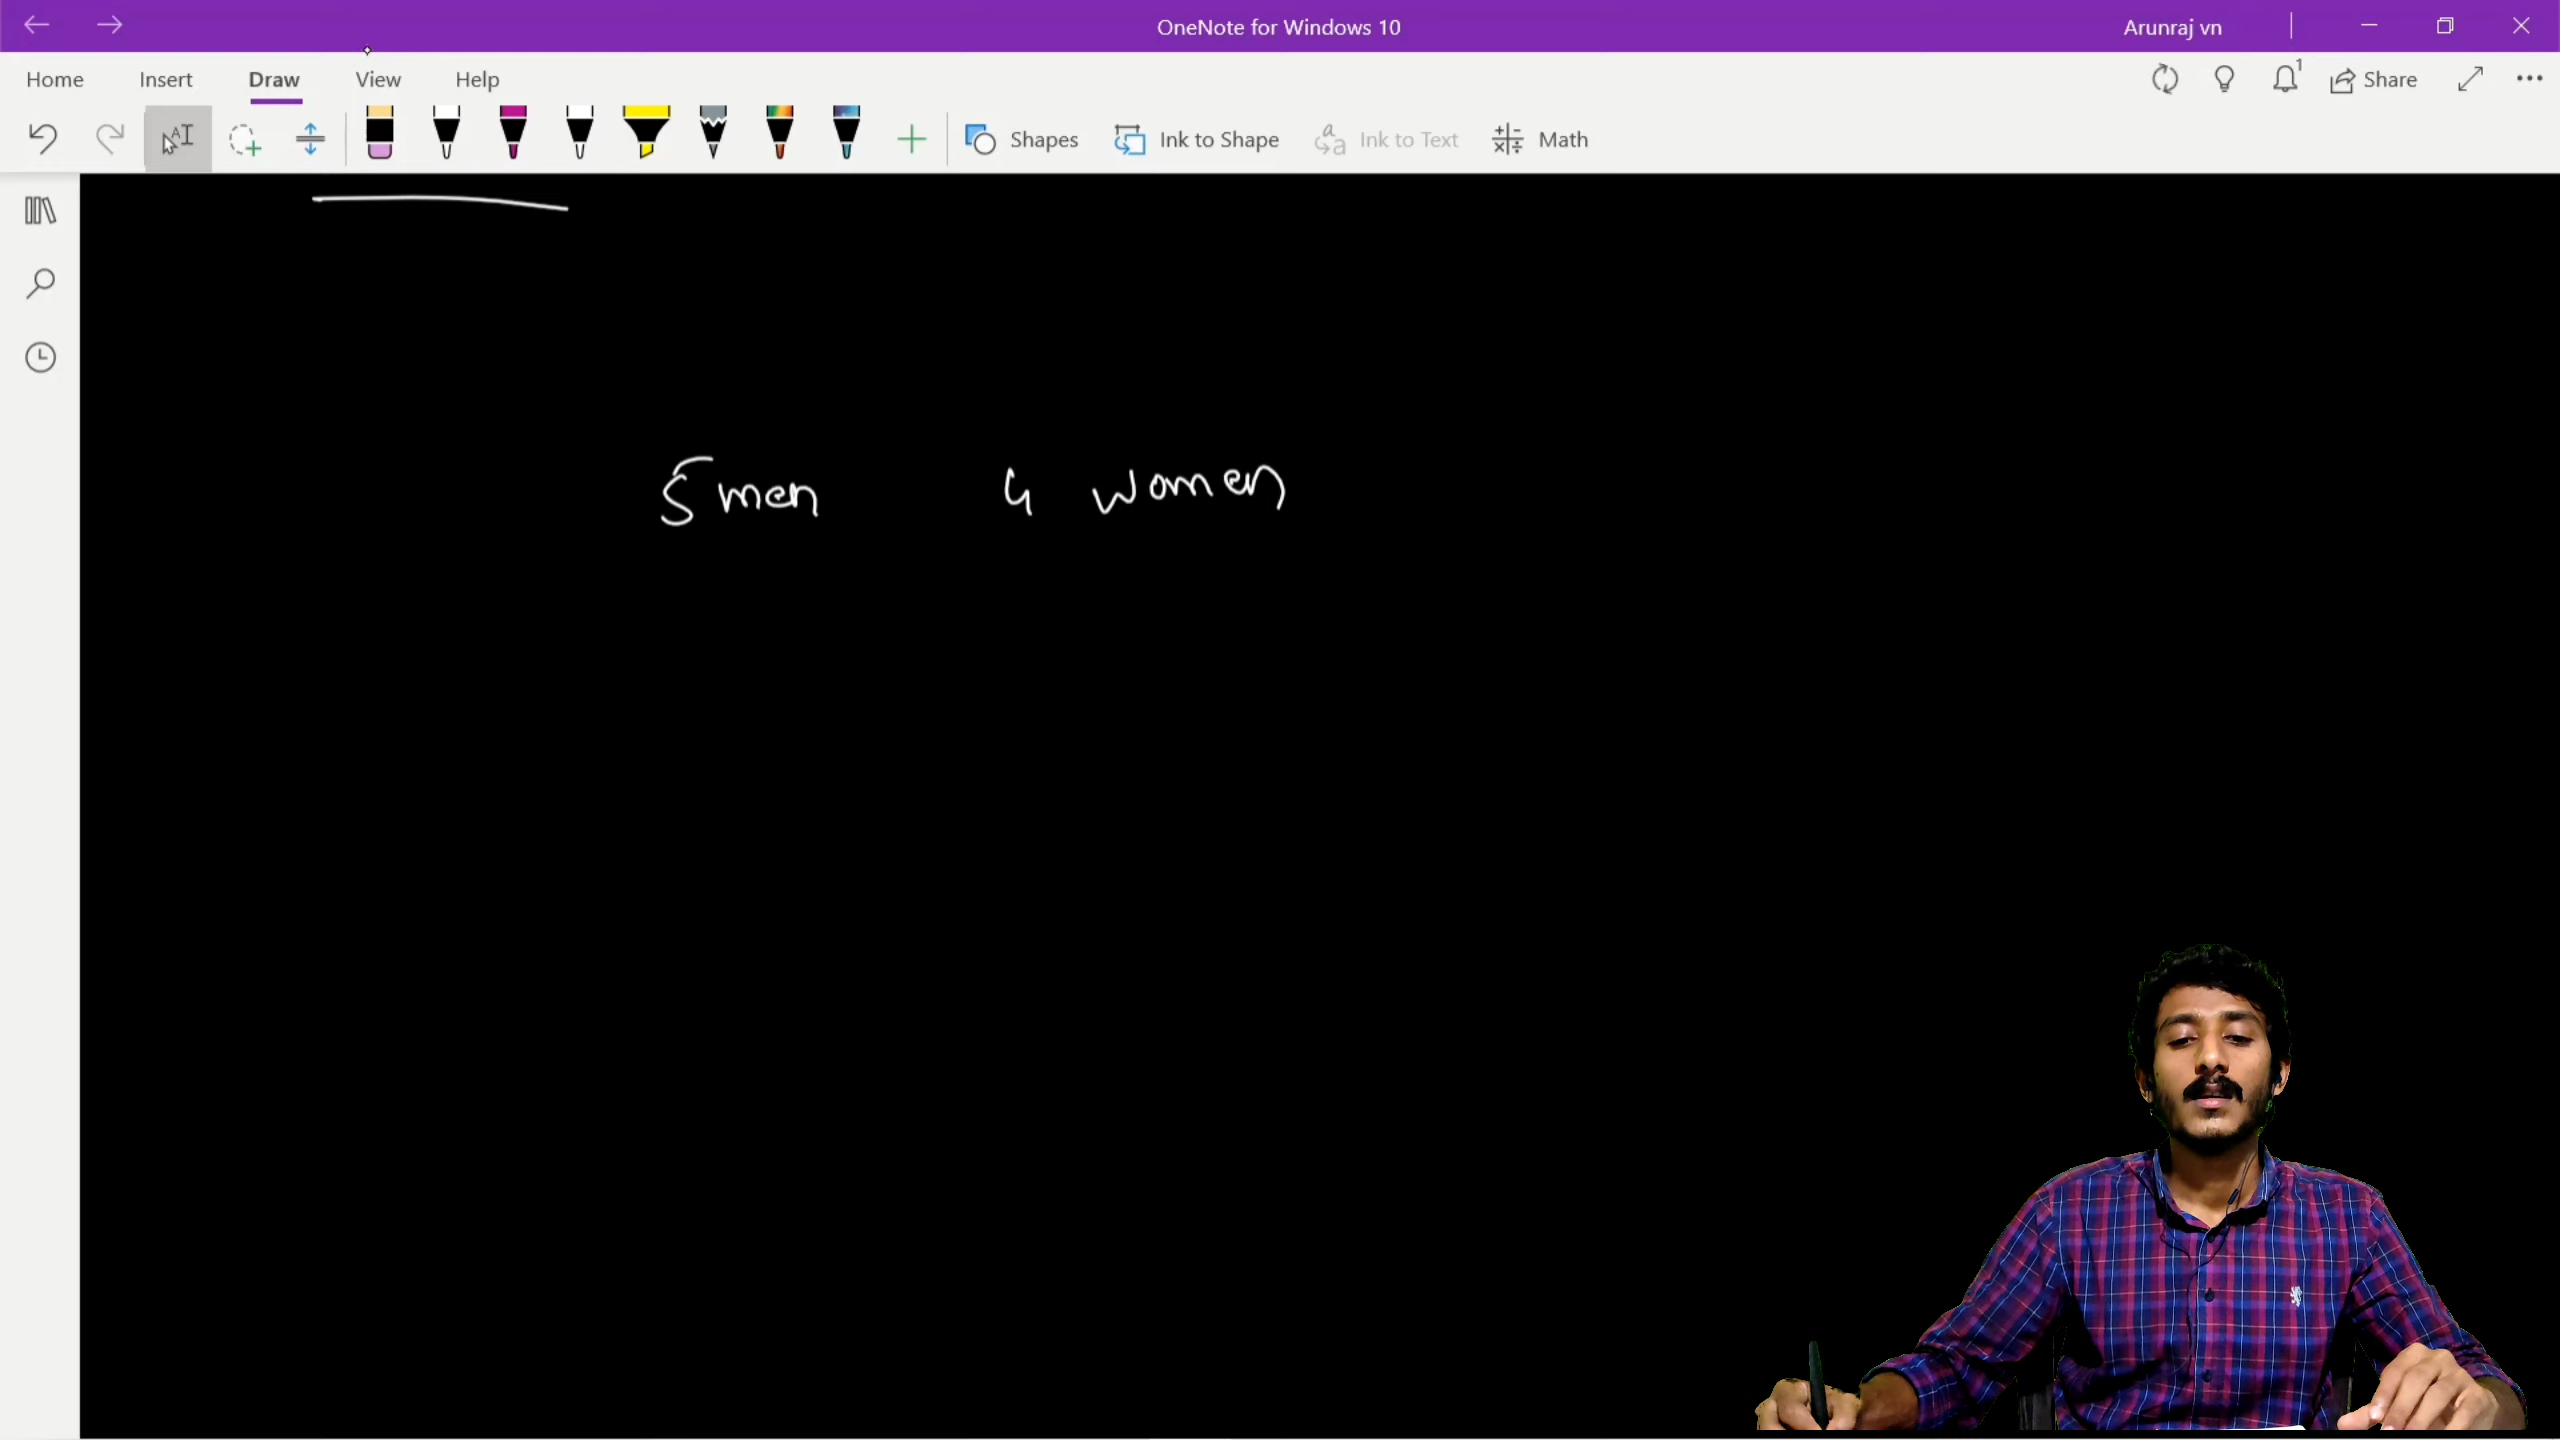 OneNote for Windows 10
Arunraj vn
Home Insert Draw View Help
1
Share
Shapes Ink to Shape Ink to Text Math
5 men 4 women